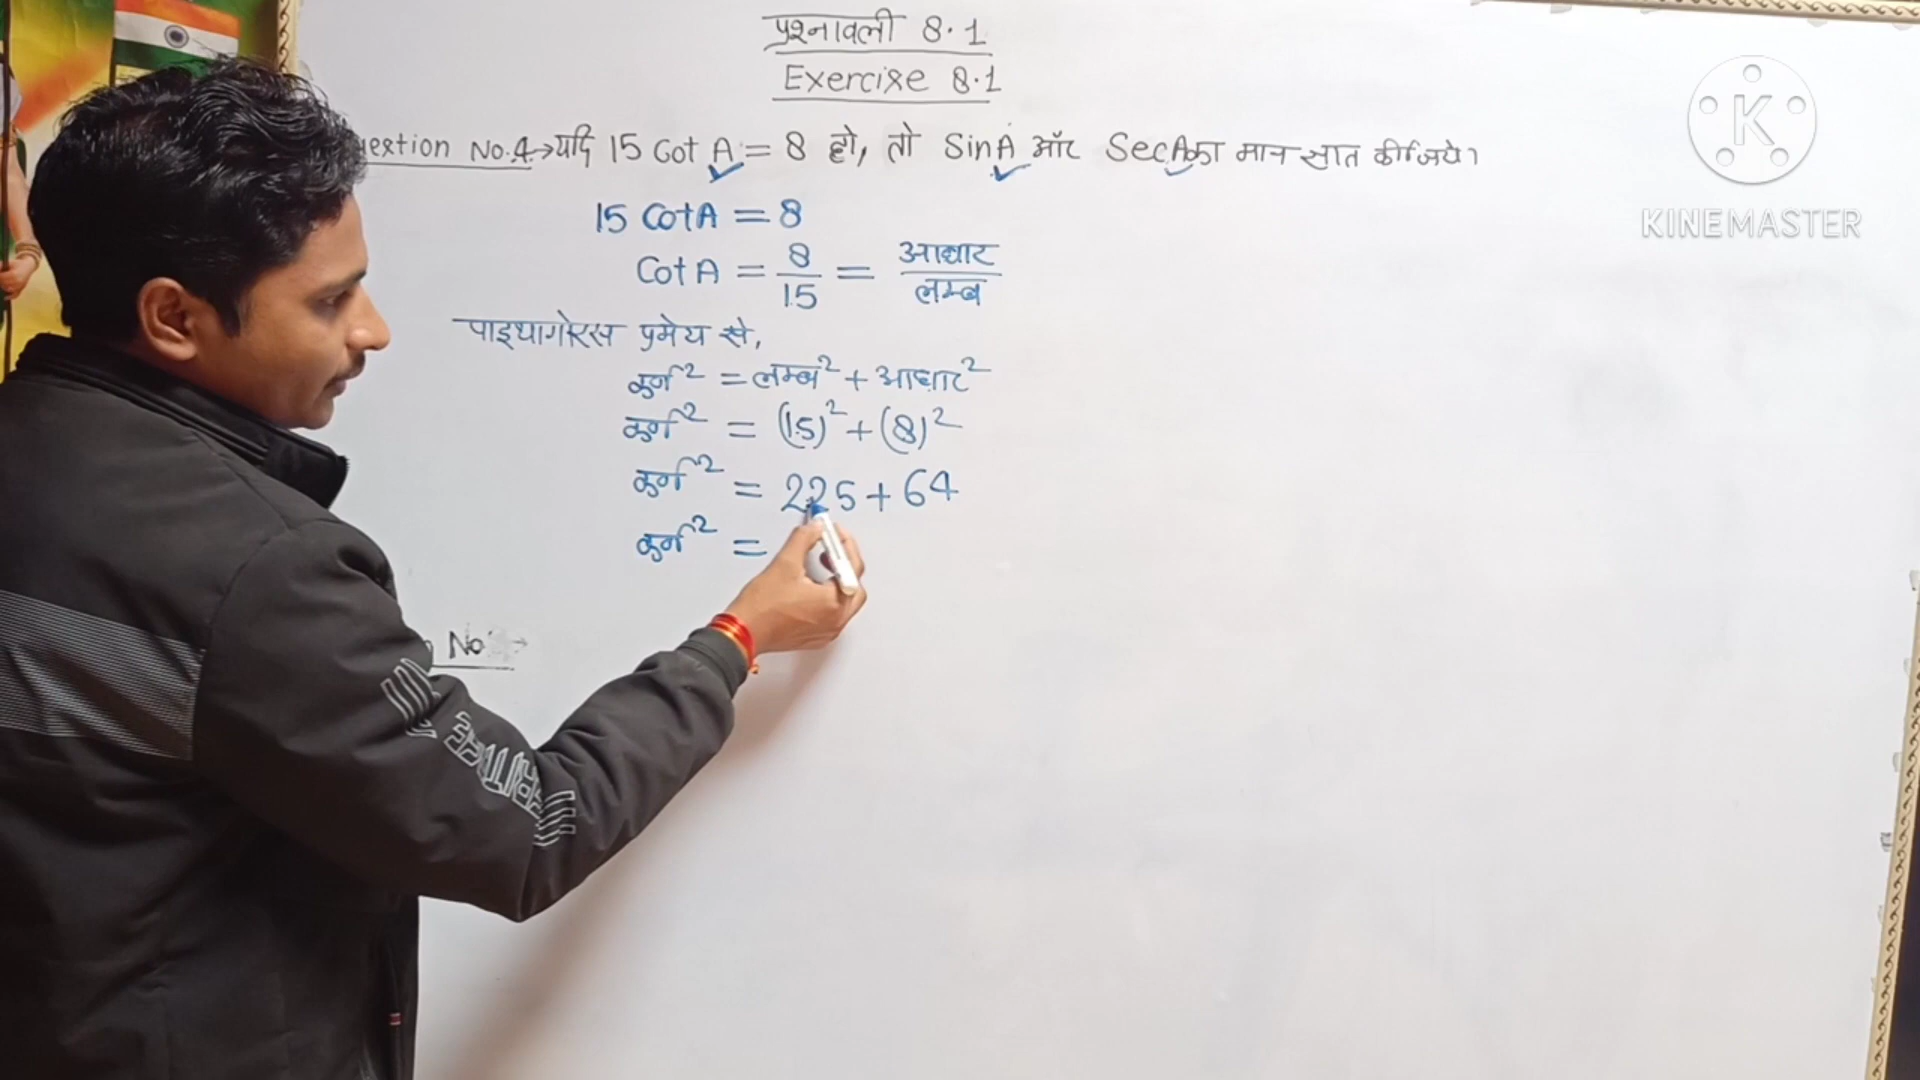 प्रश्नावली 8.1
Exercise 8.1
uestion No.4→यदि 15 Cot A = 8 हो, तो Sin A और Sec A का मान ज्ञात कीजिये।
15 Cot A = 8
Cot A = 8/15 = आधार/लम्ब
पाइथागोरस प्रमेय से,
कर्ण² = लम्ब² + आधार²
कर्ण² = (15)² + (8)²
कर्ण² = 225 + 64
कर्ण² =
No
K
KINEMASTER